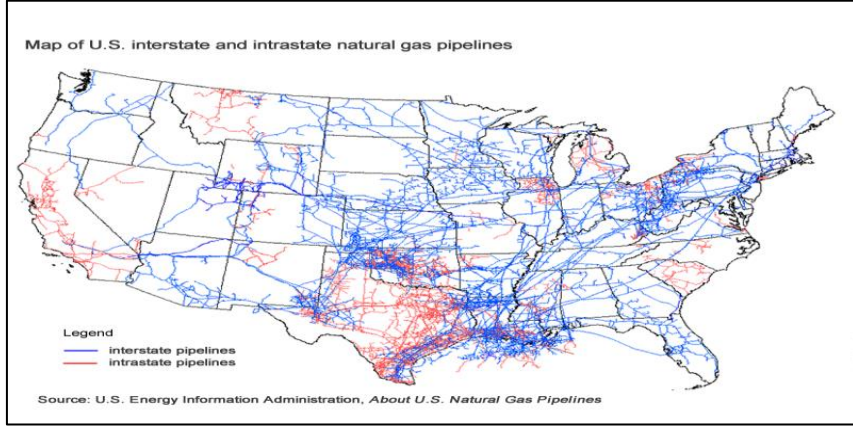 Map of U.S. interstate and intrastate natural gas pipelines
Legend
interstate pipelines
intrastate pipelines
Source: U.S. Energy Information Administration, About U.S. Natural Gas Pipelines